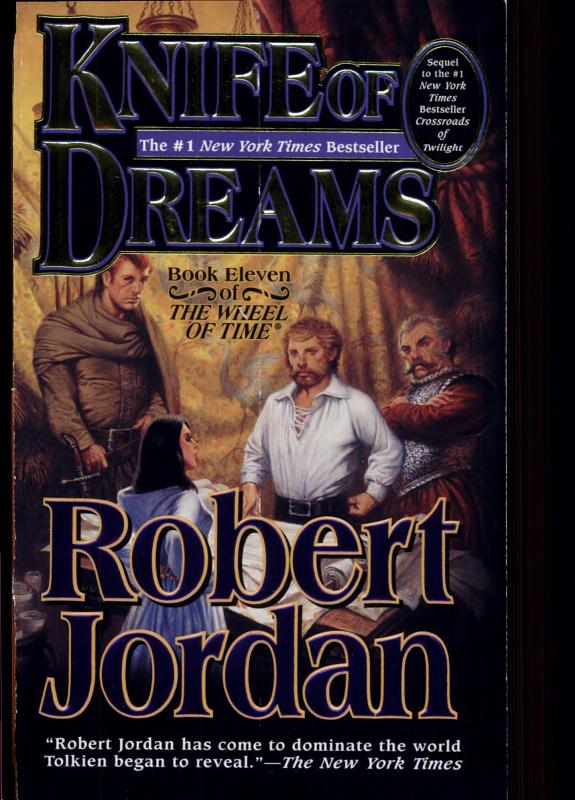 KNIFE OF
DREAMS
The #1 New York Times Bestseller
Sequel
to the #1
New York
Times
Bestseller
Crossroads
of
Twilight
Book Eleven
of
THE WHEEL
OF TIME®
Robert
Jordan
“Robert Jordan has come to dominate the world
Tolkien began to reveal.”—The New York Times